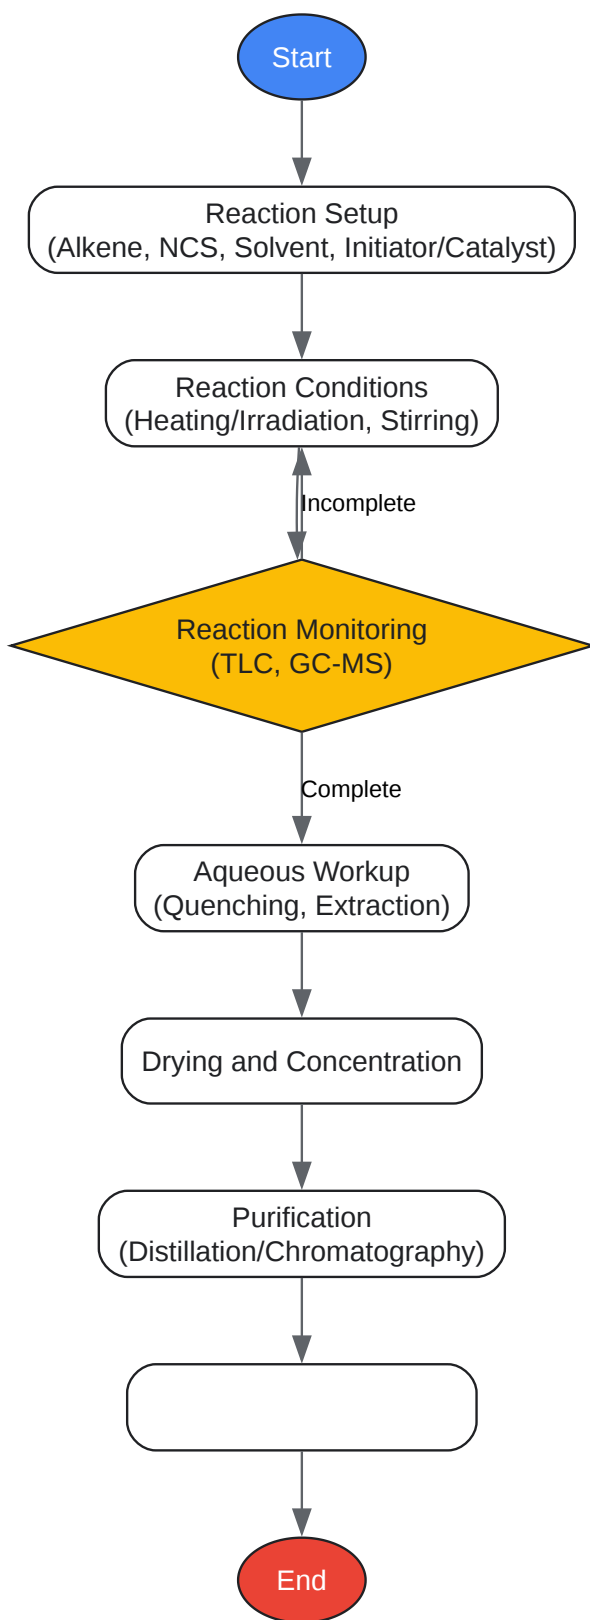 Start
Reaction Setup
(Alkene, NCS, Solvent, Initiator/Catalyst)
Reaction Conditions
(Heating/Irradiation, Stirring)
Incomplete
Reaction Monitoring
(TLC, GC-MS)
Complete
Aqueous Workup
(Quenching, Extraction)
Drying and Concentration
Purification
(Distillation/Chromatography)
End